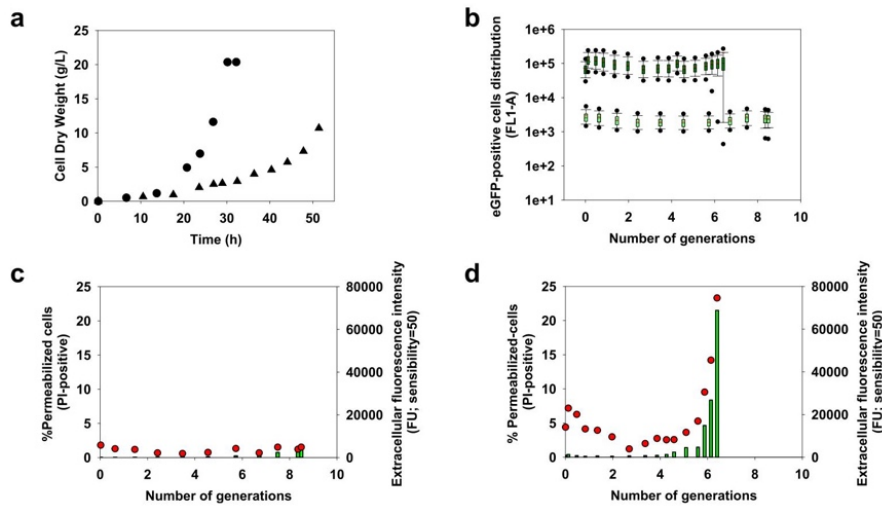 a
25
20
15
10
5
0
Cell Dry Weight (g/L)
0 10 20 30 40 50
Time (h)
b
1e+6
1e+5
1e+4
1e+3
1e+2
1e+1
eGFP-positive cells distribution
(FL1-A)
0 2 4 6 8 10
Number of generations
c
25
20
15
10
5
0
%Permeabilized cells
(PI-positive)
80000
60000
40000
20000
0
Extracellular fluorescence intensity
(FU; sensibility=50)
0 2 4 6 8 10
Number of generations
d
25
20
15
10
5
0
% Permeabilized-cells
(PI-positive)
80000
60000
40000
20000
0
Extracellular fluorescence intensity
(FU; sensibility=50)
0 2 4 6 8 10
Number of generations